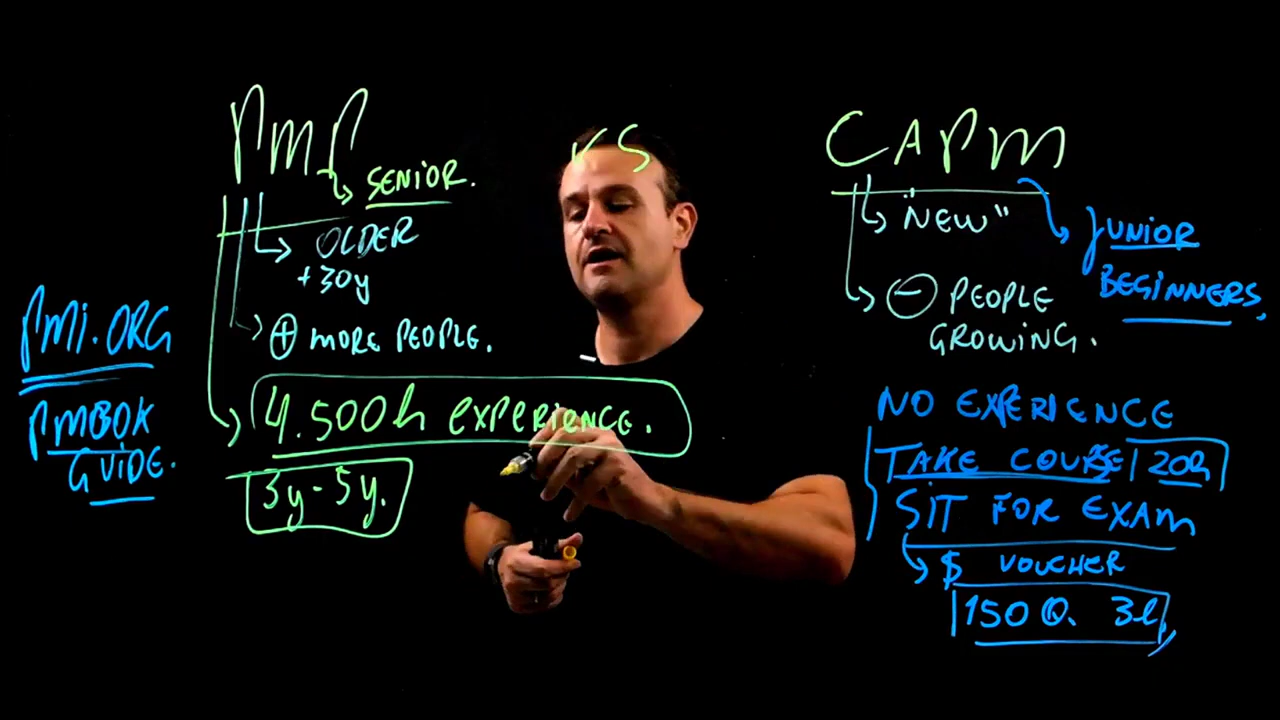 PMP
VS
CAPM
SENIOR.
OLDER
+30y
+ MORE PEOPLE.
4.500h EXPERIENCE.
3y-5y.
PMI.ORG
PMBOK
GUIDE.
"NEW"
JUNIOR
BEGINNERS,
- PEOPLE
GROWING.
NO EXPERIENCE
TAKE COURSE 20h
SIT FOR EXAM
$ VOUCHER
150 Q. 3h